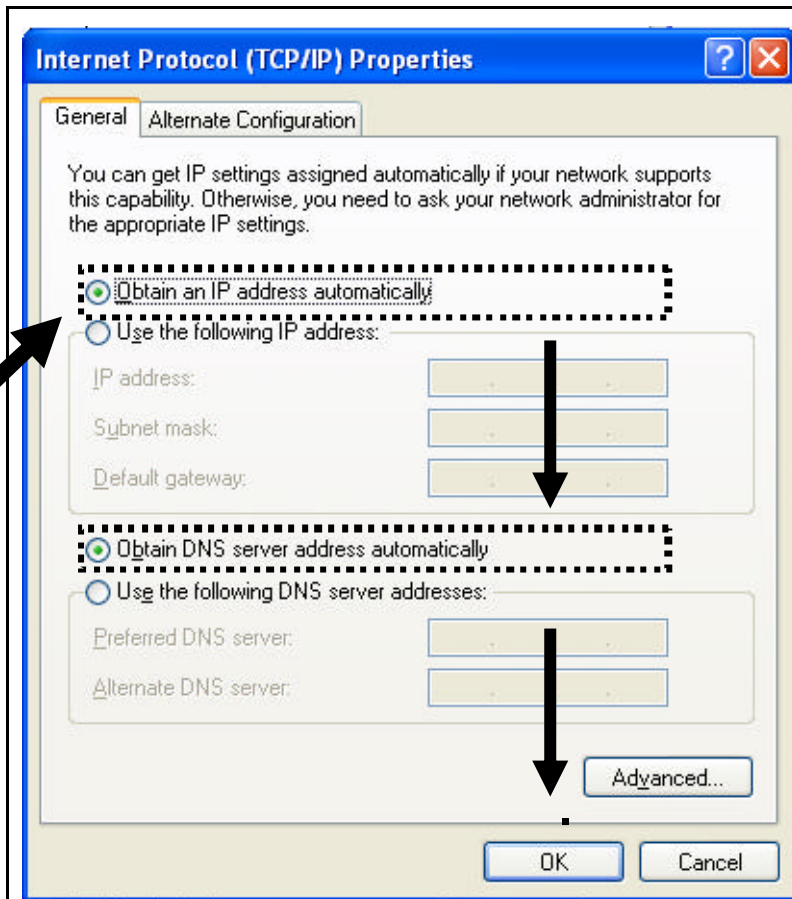 Internet Protocol (TCP/IP) Properties
General
Alternate Configuration
You can get IP settings assigned automatically if your network supports
this capability. Otherwise, you need to ask your network administrator for
the appropriate IP settings.
Obtain an IP address automatically
Use the following IP address:
IP address:
Subnet mask:
Default gateway:
Obtain DNS server address automatically
Use the following DNS server addresses:
Preferred DNS server:
Alternate DNS server:
Advanced...
OK
Cancel